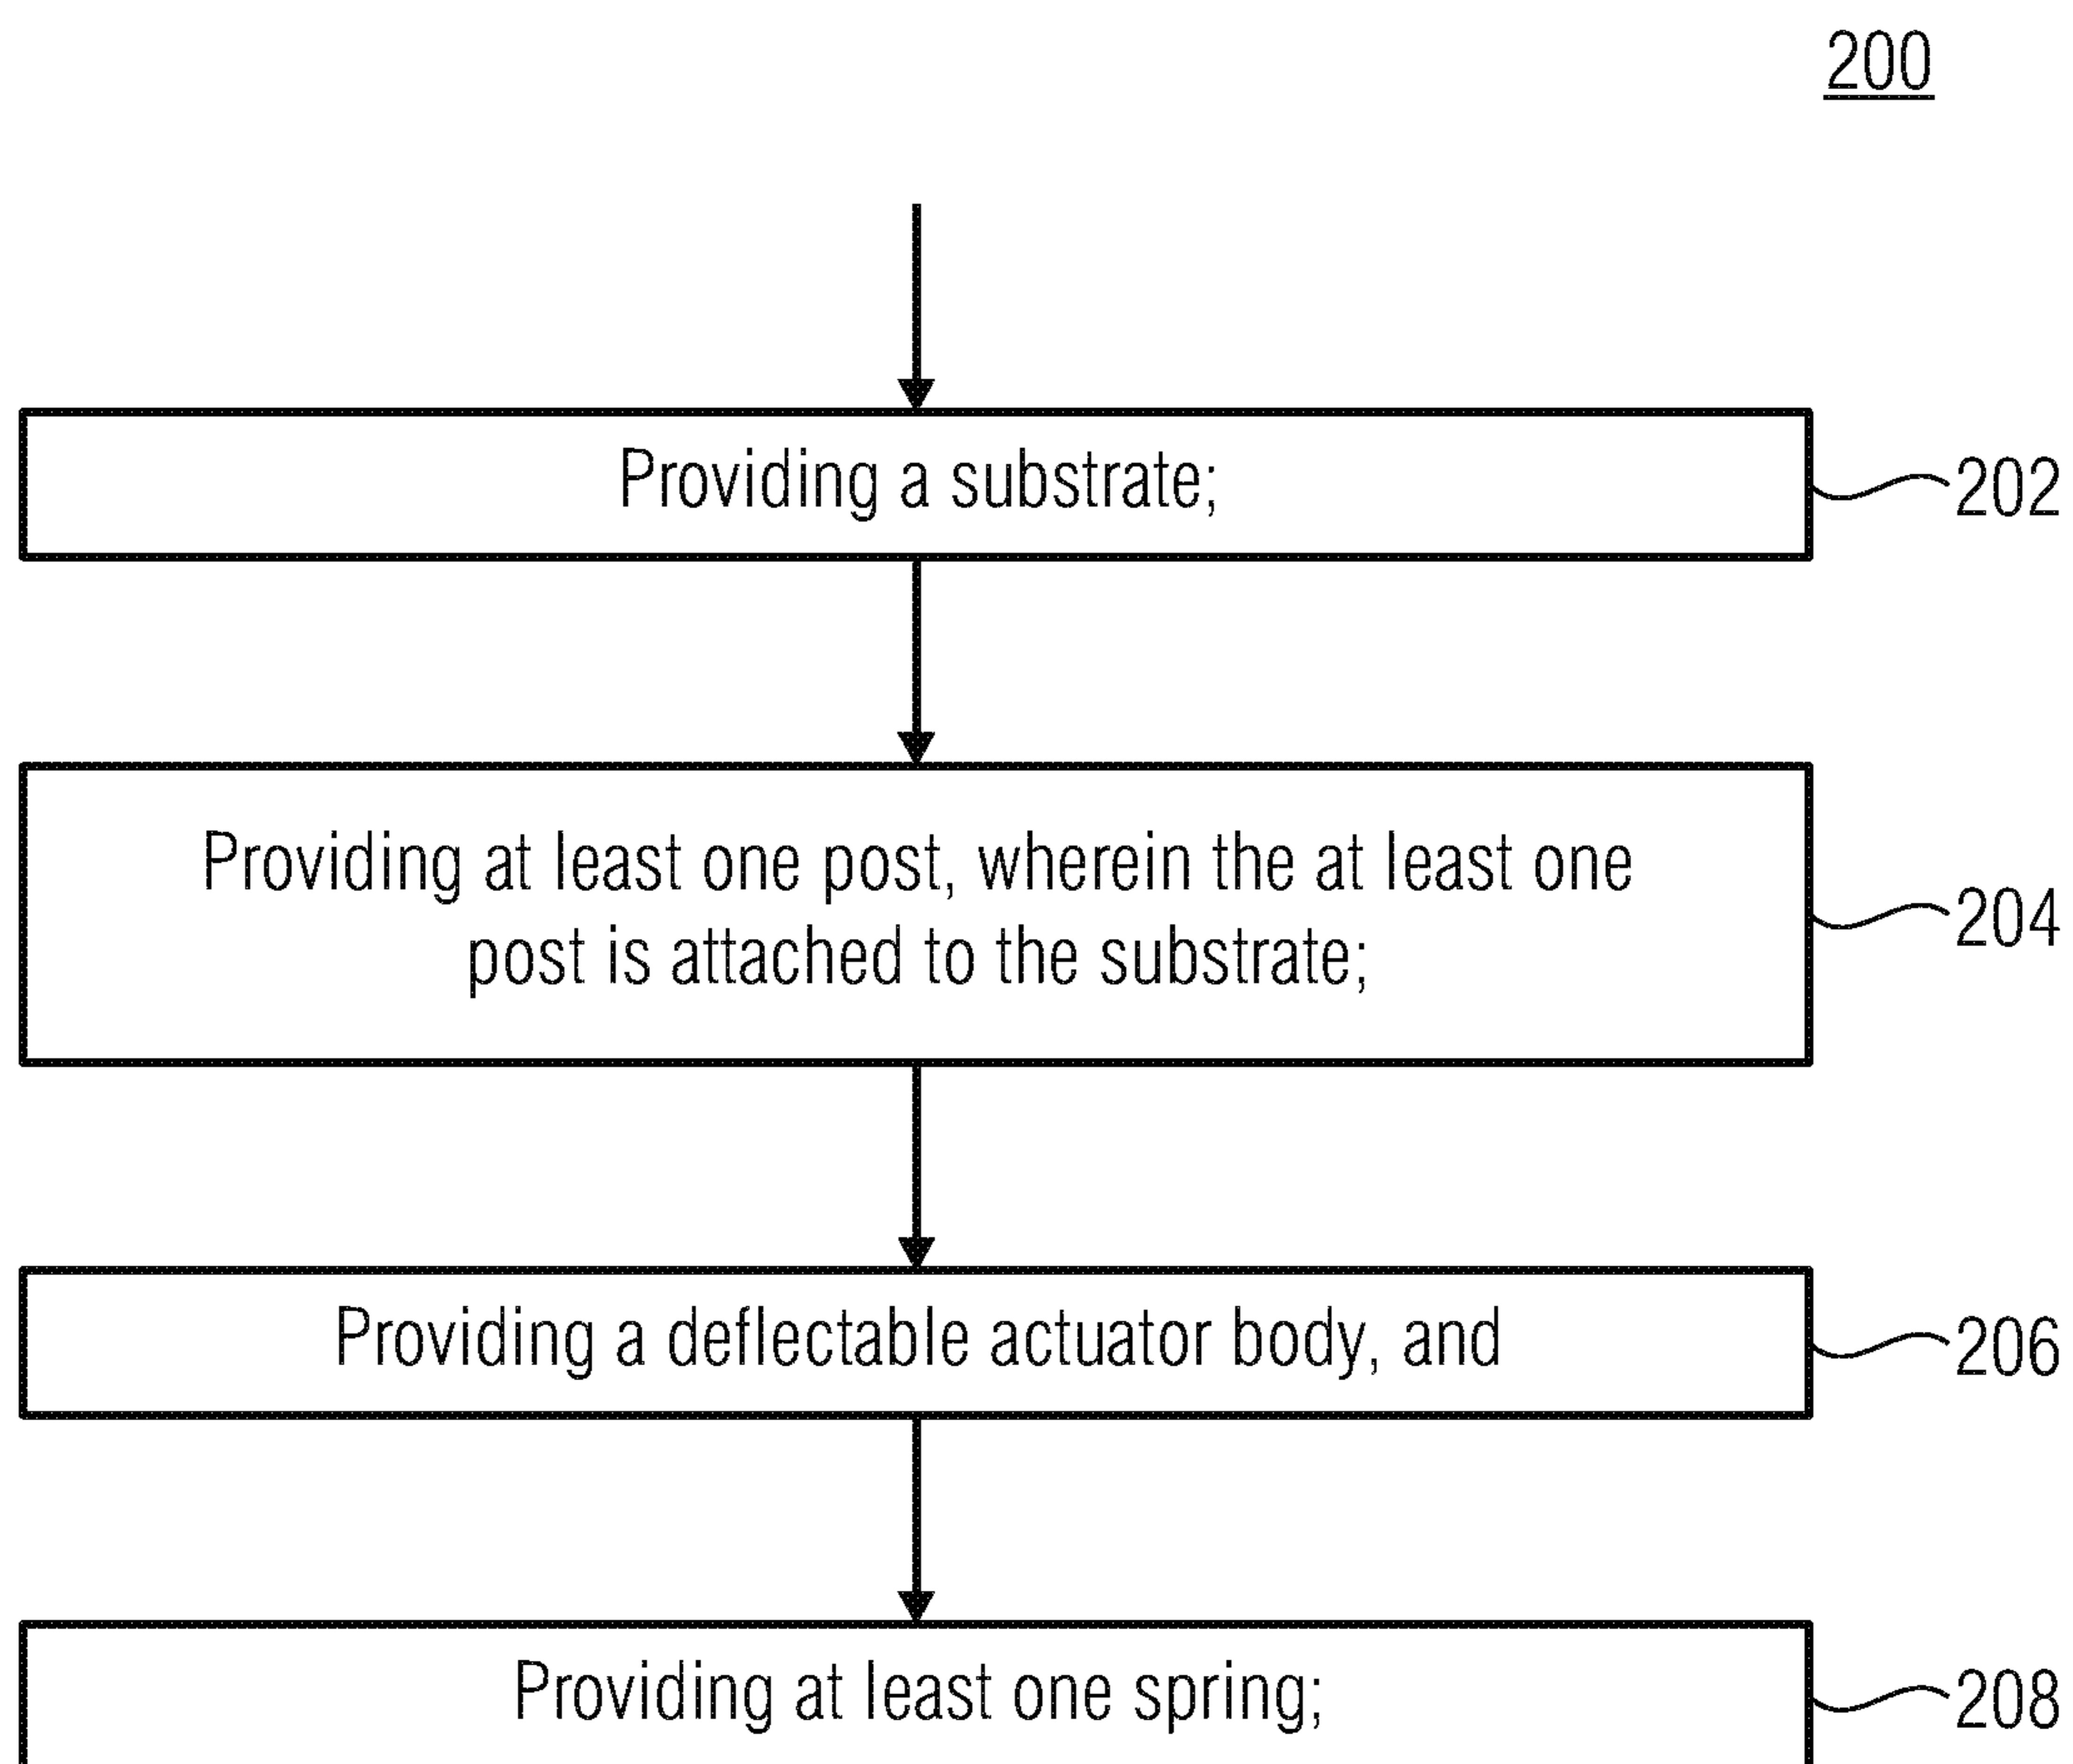 200
Providing a substrate;
202
Providing at least one post, wherein the at least one
post is attached to the substrate;
204
Providing a deflectable actuator body, and
206
Providing at least one spring;
208